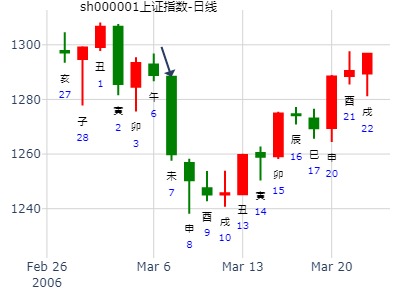 sh000001上证指数-日线
1300
1280
1260
1240
亥
27
子
28
丑
1
寅
2
卯
3
午
6
未
7
申
8
酉
9
戌
10
丑
13
寅
14
卯
15
辰
16
巳
17
申
20
酉
21
戌
22
Feb 26
2006
Mar 6
Mar 13
Mar 20